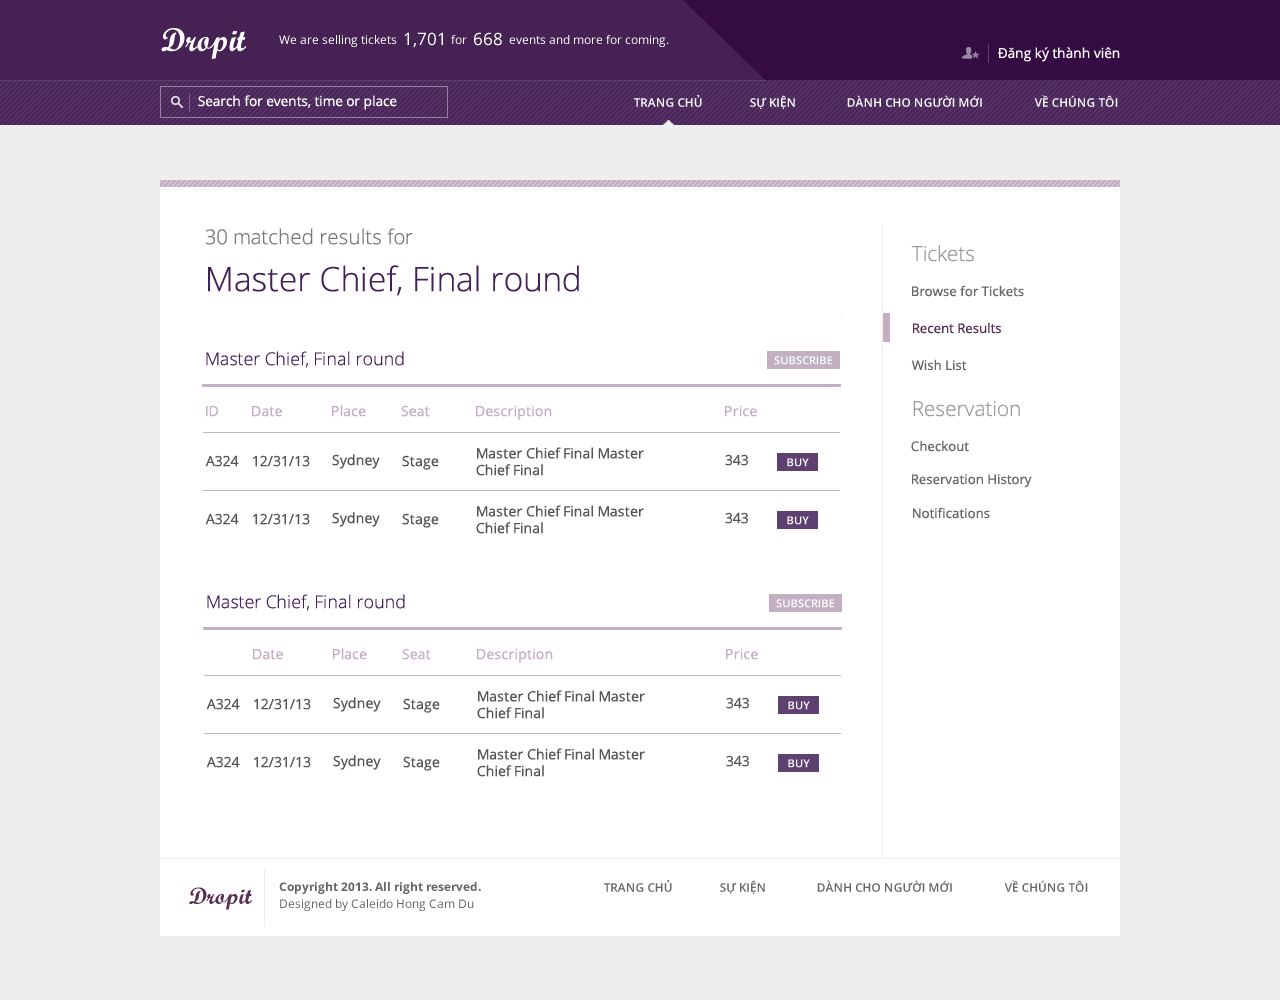 Dropit
We are selling tickets 1,701 for 668 events and more for coming.
Đăng ký thành viên
Search for events, time or place
TRANG CHỦ SỰ KIỆN DÀNH CHO NGƯỜI MỚI VỀ CHÚNG TÔI
30 matched results for
Master Chief, Final round
Master Chief, Final round SUBSCRIBE
ID Date Place Seat Description Price
A324 12/31/13 Sydney Stage Master Chief Final Master
Chief Final
343 BUY
A324 12/31/13 Sydney Stage Master Chief Final Master
Chief Final
343 BUY
Master Chief, Final round SUBSCRIBE
Date Place Seat Description Price
A324 12/31/13 Sydney Stage Master Chief Final Master
Chief Final
343 BUY
A324 12/31/13 Sydney Stage Master Chief Final Master
Chief Final
343 BUY
Tickets
Browse for Tickets
Recent Results
Wish List
Reservation
Checkout
Reservation History
Notifications
Dropit
Copyright 2013. All right reserved.
Designed by Caleido Hong Cam Du
TRANG CHỦ SỰ KIỆN DÀNH CHO NGƯỜI MỚI VỀ CHÚNG TÔI